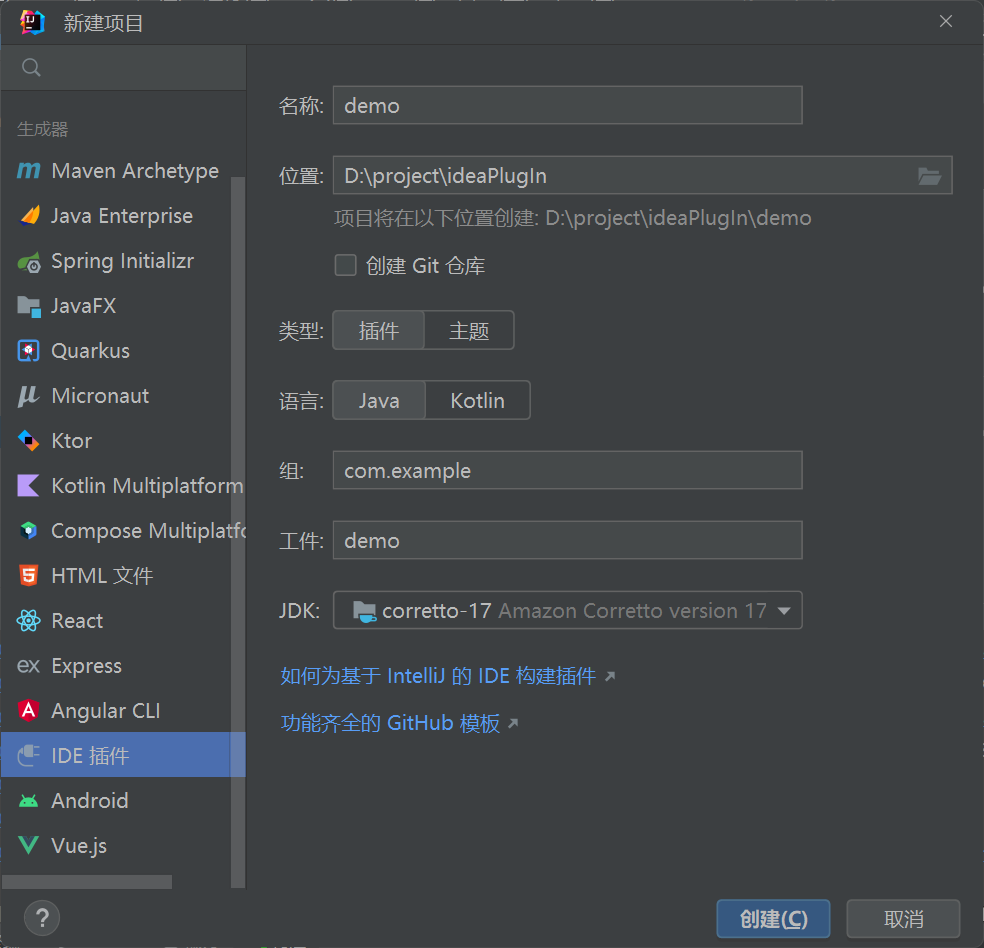 新建项目
生成器
Maven Archetype
Java Enterprise
Spring Initializr
JavaFX
Quarkus
Micronaut
Ktor
Kotlin Multiplatform
Compose Multiplatfo
HTML 文件
React
ex Express
Angular CLI
IDE 插件
Android
Vue.js
名称: demo
位置: D:\project\ideaPlugIn
项目将在以下位置创建: D:\project\ideaPlugIn\demo
创建 Git 仓库
类型: 插件 主题
语言: Java Kotlin
组: com.example
工件: demo
JDK: corretto-17 Amazon Corretto version 17
如何为基于 IntelliJ 的 IDE 构建插件 ↗
功能齐全的 GitHub 模板 ↗
?
创建(C) 取消